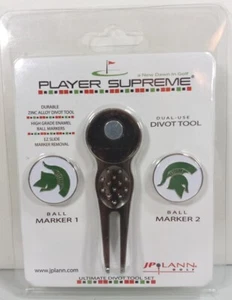 PLAYER SUPREME
a New Dawn in Golf
DURABLE
ZINC ALLOY DIVOT TOOL
HIGH GRADE ENAMEL
BALL MARKERS
EZ SLIDE
MARKER REMOVAL
DUAL-USE
DIVOT TOOL
BALL
MARKER 1
BALL
MARKER 2
www.jplann.com
JPLANN
GOLF
ULTIMATE DIVOT TOOL SET